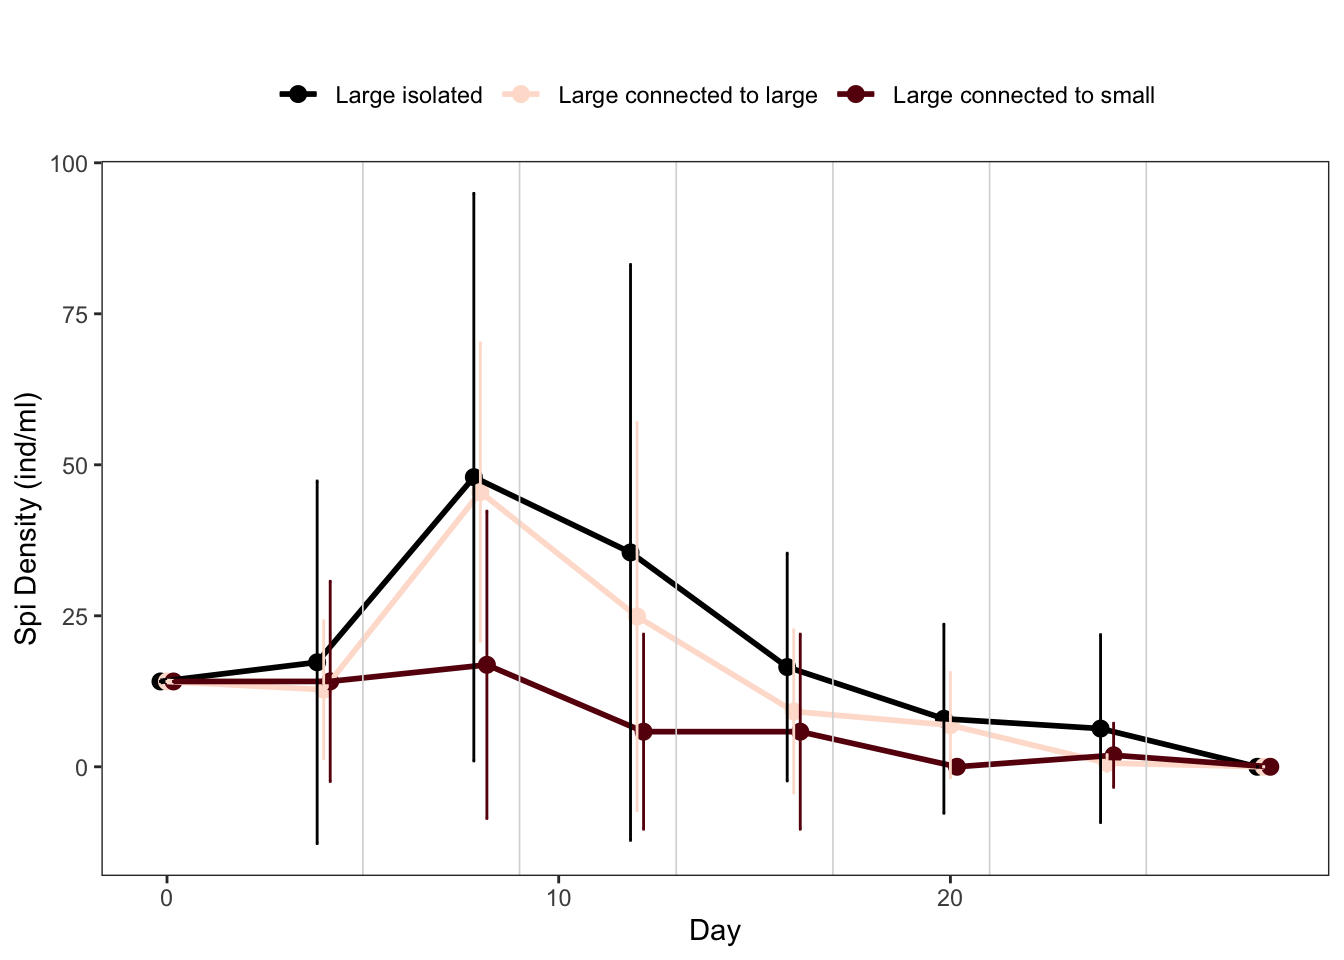 Large isolated Large connected to large Large connected to small
100
75
50
25
0
Spi Density (ind/ml)
0 10 20
Day